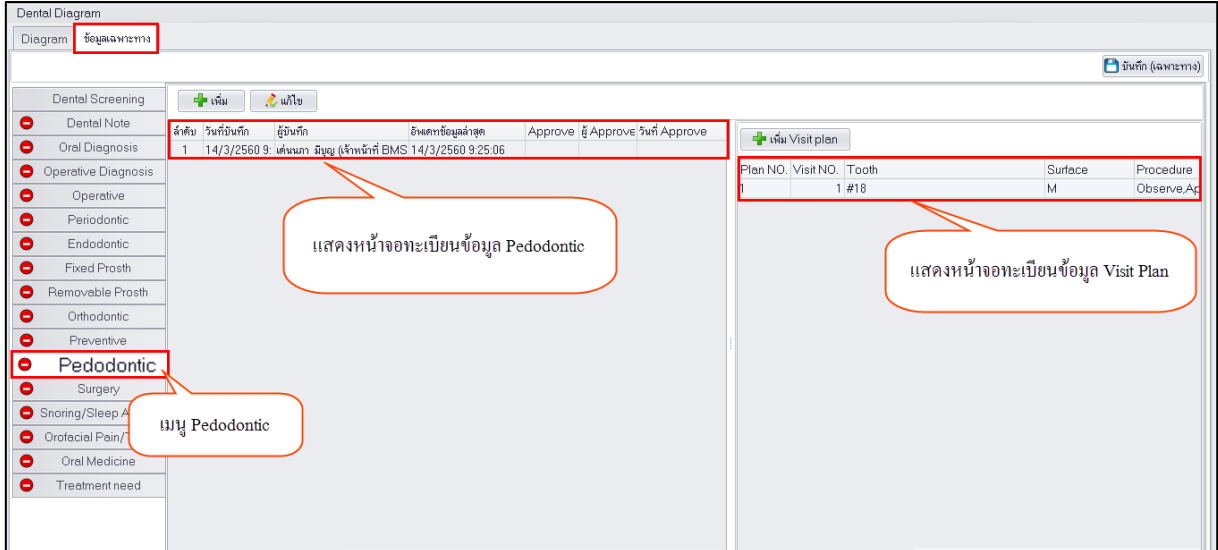 Dental Diagram
Diagram ข้อมูลเฉพาะทาง
บันทึก (เฉพาะทาง)
Dental Screening
Dental Note
Oral Diagnosis
Operative Diagnosis
Operative
Periodontic
Endodontic
Fixed Prosth
Removable Prosth
Orthodontic
Preventive
Pedodontic
Surgery
Snoring/Sleep A
Orofacial Pain/T
Oral Medicine
Treatment need
เพิ่ม แก้ไข
ลำดับ วันที่บันทึก ผู้บันทึก อัพเดทข้อมูลล่าสุด Approve ผู้ Approve วันที่ Approve
1 14/3/2560 9: เด่นนภา มีบุญ (เจ้าหน้าที่ BMS 14/3/2560 9:25:06
แสดงหน้าจอทะเบียนข้อมูล Pedodontic
เมนู Pedodontic
เพิ่ม Visit plan
Plan NO. Visit NO. Tooth Surface Procedure
1 1 #18 M Observe,Ap
แสดงหน้าจอทะเบียนข้อมูล Visit Plan